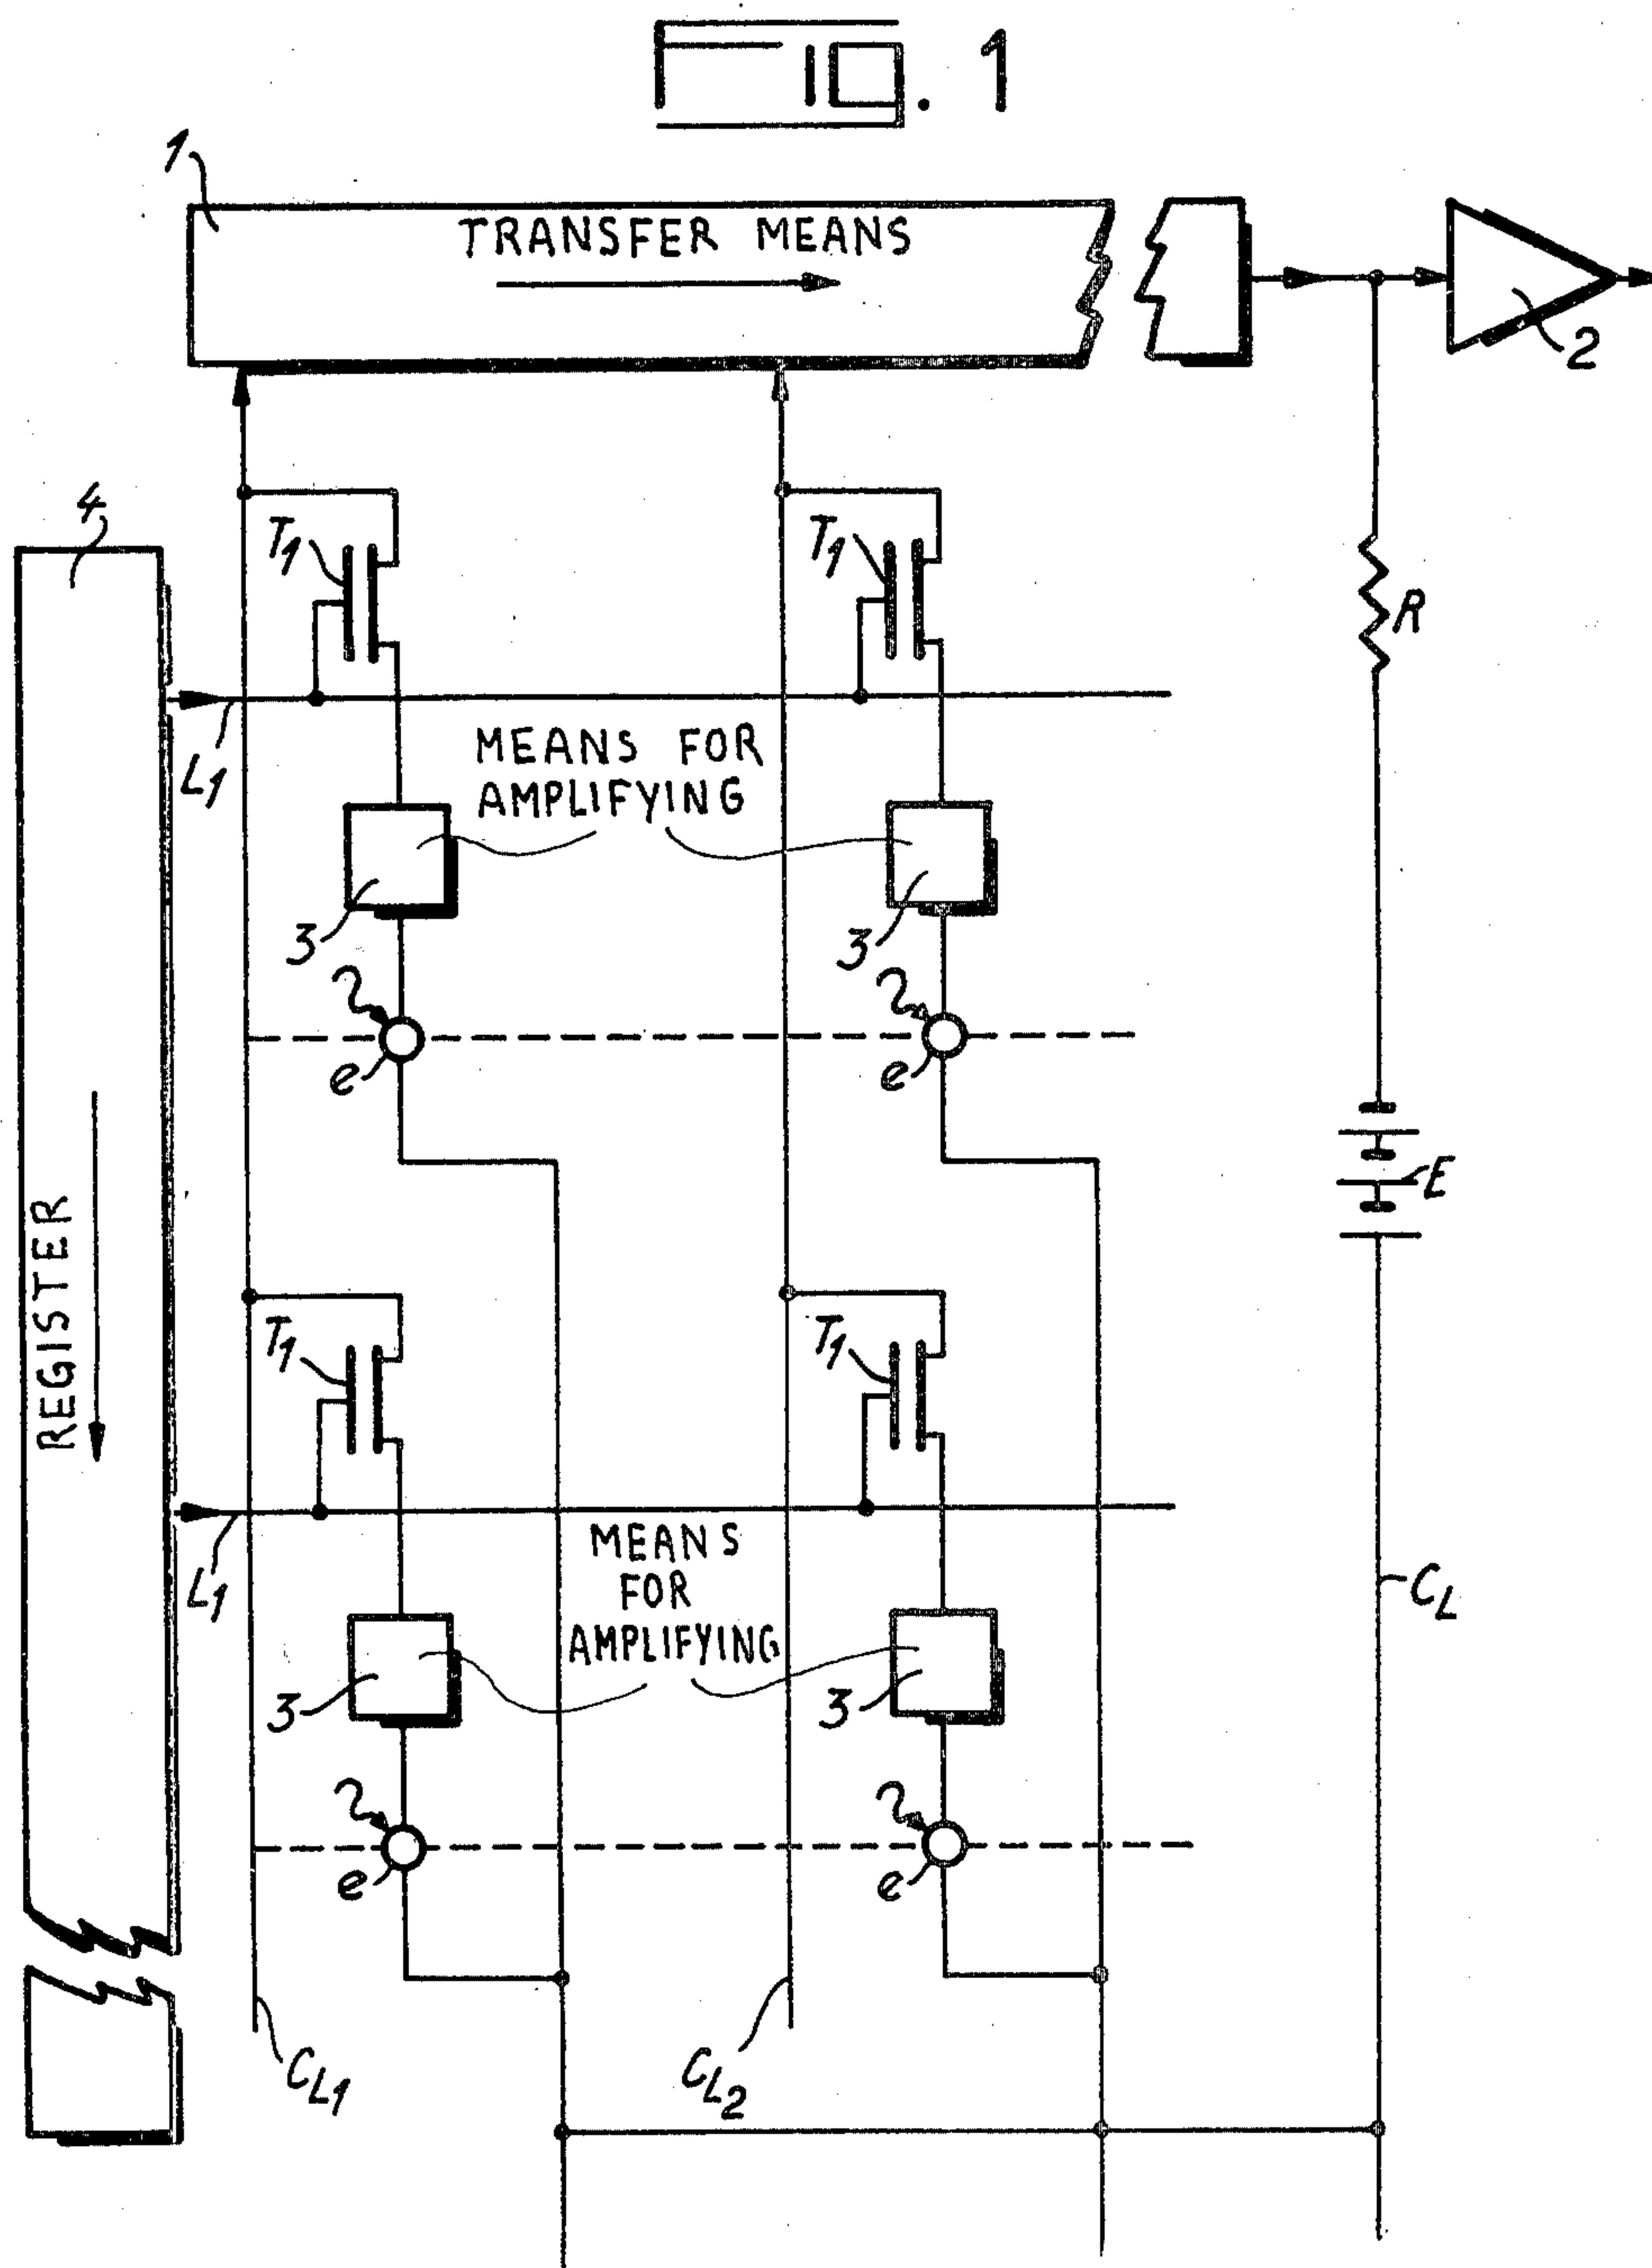 FIG. 1
1
TRANSFER MEANS
2
4
T1
T1
R
L1
MEANS FOR
AMPLIFYING
3
3
e
e
E
REGISTER
T1
T1
L1
MEANS
FOR
AMPLIFYING
CL
3
3
e
e
CL1
CL2